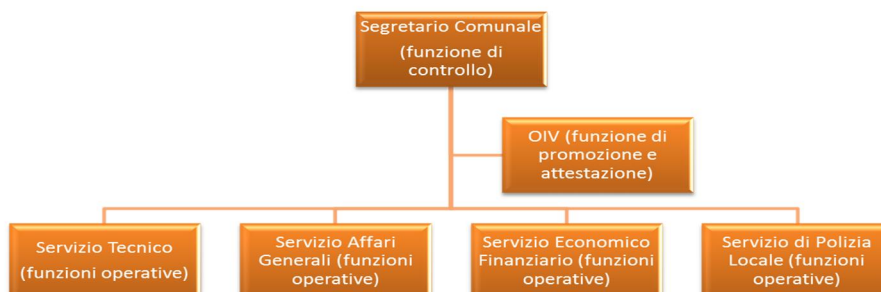 Segretario Comunale
(funzione di
controllo)
OIV (funzione di
promozione e
attestazione)
Servizio Tecnico
(funzioni operative)
Servizio Affari
Generali (funzioni
operative)
Servizio Economico
Finanziario (funzioni
operative)
Servizio di Polizia
Locale (funzioni
operative)